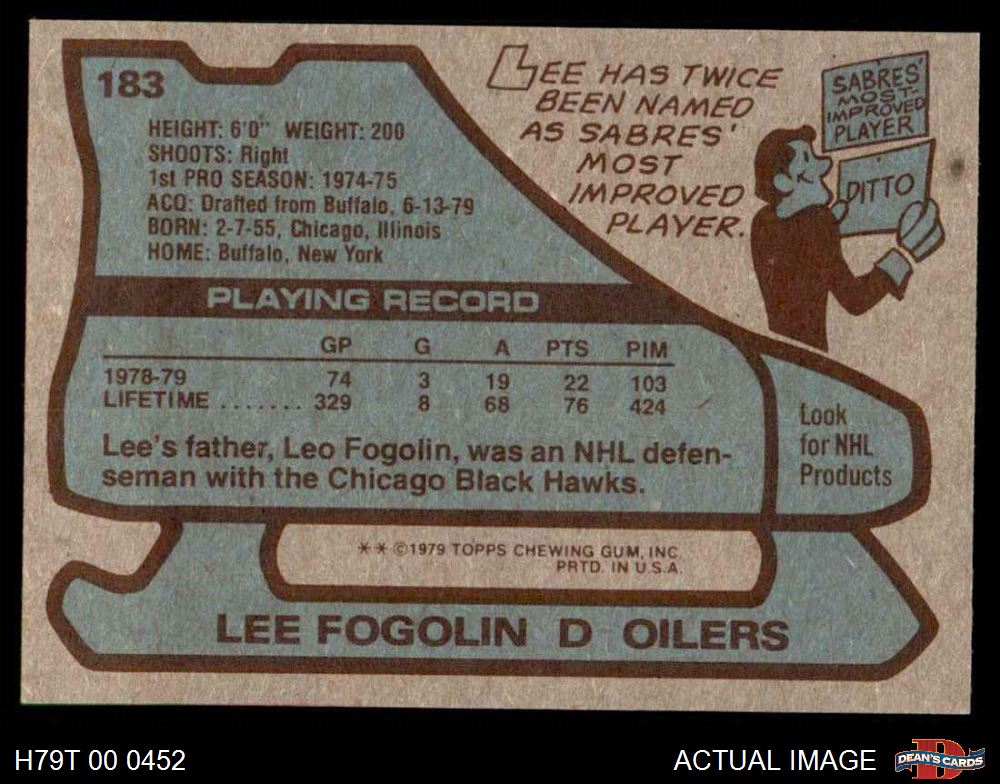 183
HEIGHT: 6'0" WEIGHT: 200
SHOOTS: Right
1st PRO SEASON: 1974-75
ACQ: Drafted from Buffalo, 6-13-79
BORN: 2-7-55, Chicago, Illinois
HOME: Buffalo, New York
LEE HAS TWICE
BEEN NAMED
AS SABRES'
MOST
IMPROVED
PLAYER.
SABRES'
MOST-
IMPROVED
PLAYER
DITTO
PLAYING RECORD
GP G A PTS PIM
1978-79 74 3 19 22 103
LIFETIME ....... 329 8 68 76 424
Lee's father, Leo Fogolin, was an NHL defen-
seman with the Chicago Black Hawks.
Look
for NHL
Products
** ©1979 TOPPS CHEWING GUM, INC.
PRTD. IN U.S.A.
LEE FOGOLIN D OILERS
H79T 00 0452
ACTUAL IMAGE
DEAN'S CARDS